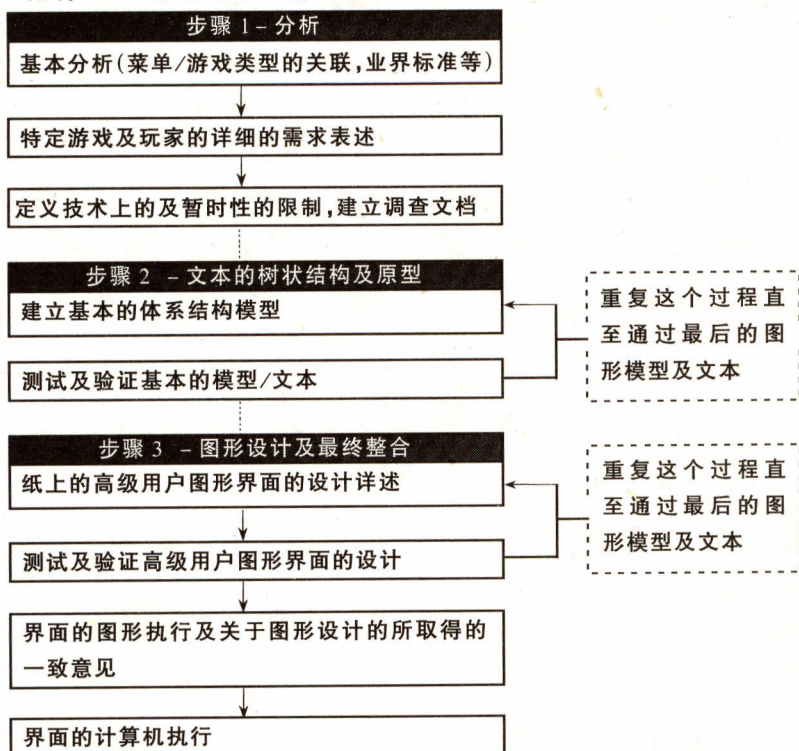 步骤 1 – 分析
基本分析(菜单/游戏类型的关联,业界标准等)
特定游戏及玩家的详细的需求表述
定义技术上的及暂时性的限制,建立调查文档
步骤 2 – 文本的树状结构及原型
建立基本的体系结构模型
测试及验证基本的模型/文本
重复这个过程直
至通过最后的图
形模型及文本
步骤 3 – 图形设计及最终整合
纸上的高级用户图形界面的设计详述
测试及验证高级用户图形界面的设计
重复这个过程直
至通过最后的图
形模型及文本
界面的图形执行及关于图形设计的所取得的
一致意见
界面的计算机执行